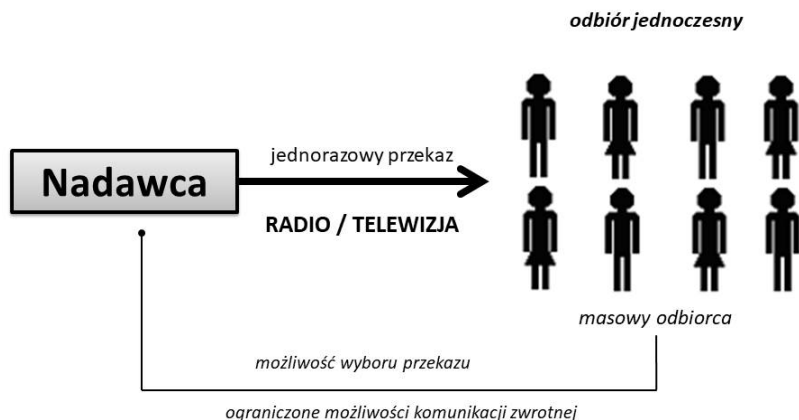 odbiór jednoczesny
jednorazowy przekaz
Nadawca
RADIO / TELEWIZJA
masowy odbiorca
możliwość wyboru przekazu
ograniczone możliwości komunikacji zwrotnej